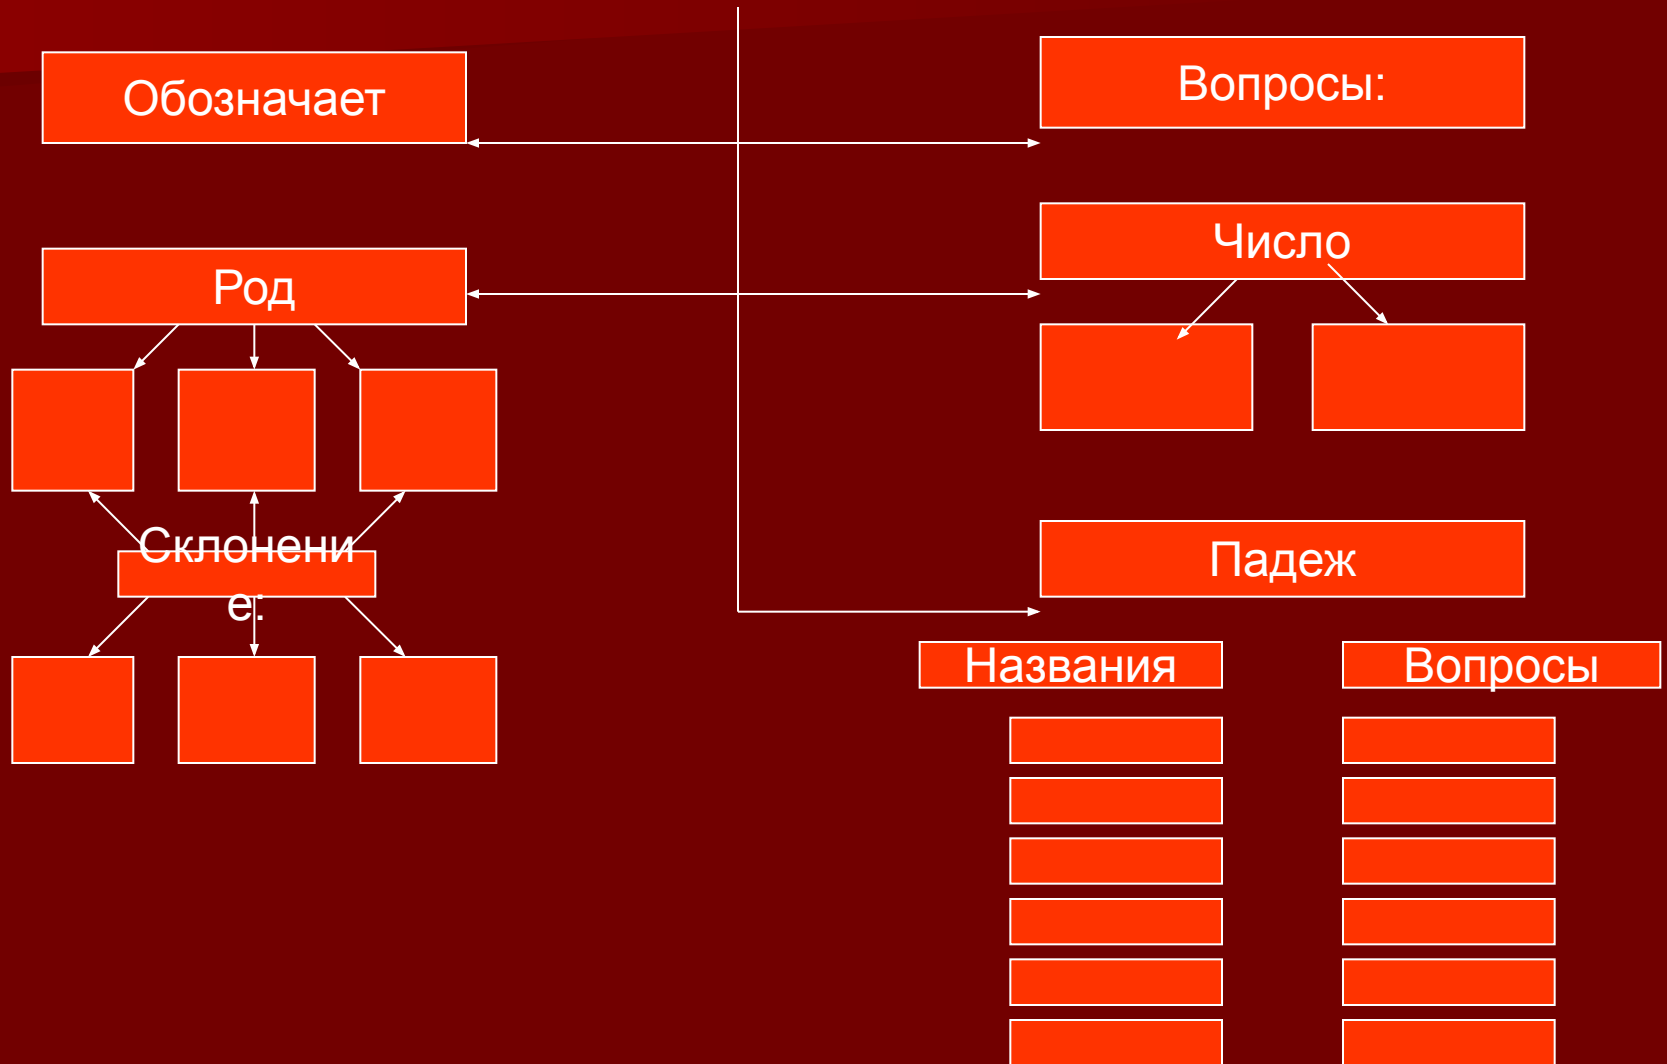 Обозначает
Вопросы:
Род
Число
Склонени
е:
Падеж
Названия
Вопросы